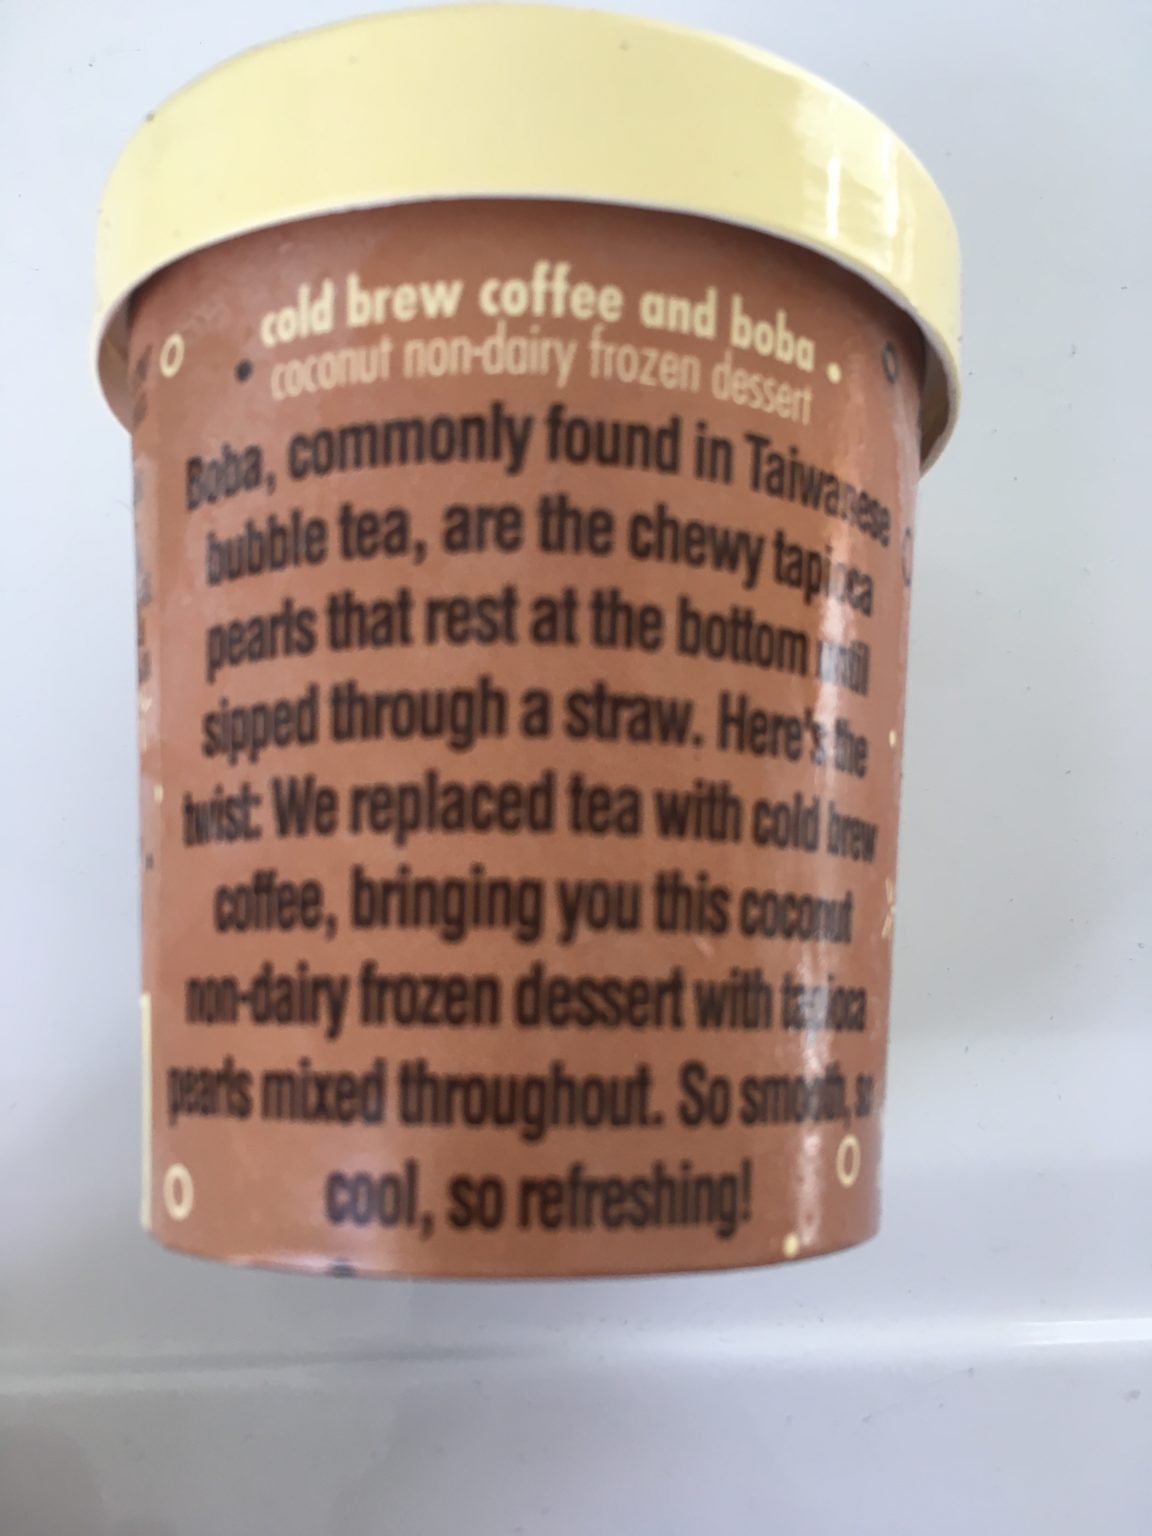 cold brew coffee and boba
coconut non-dairy frozen dessert
Boba, commonly found in Taiwanese
bubble tea, are the chewy tapioca
pearls that rest at the bottom until
sipped through a straw. Here's the
twist: We replaced tea with cold brew
coffee, bringing you this coconut
non-dairy frozen dessert with tapioca
pearls mixed throughout. So smooth, so
cool, so refreshing!